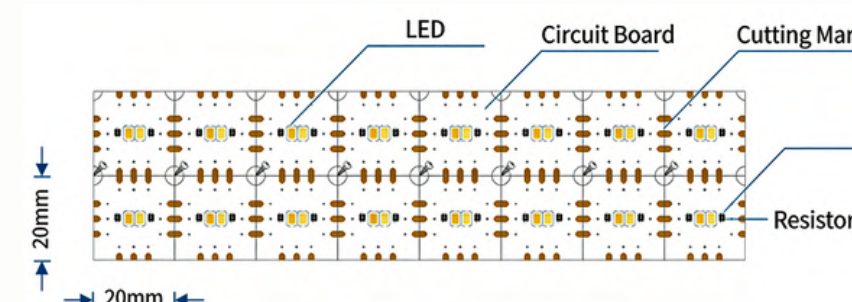 LED
Circuit Board
Cutting Mar
20mm
Resistor
20mm